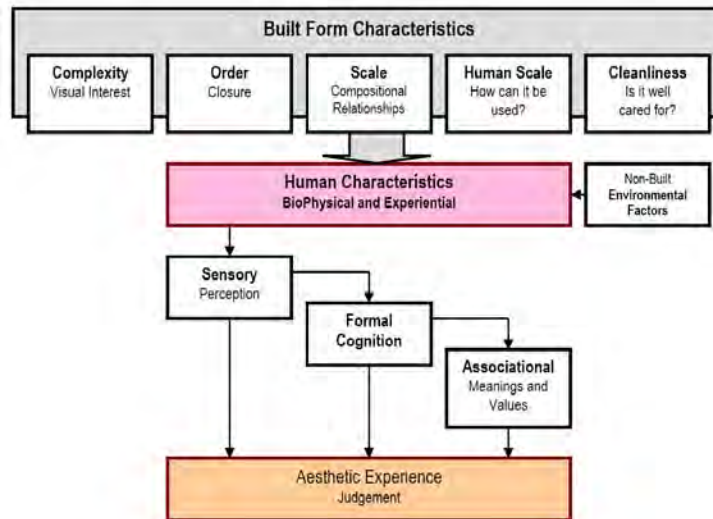 Built Form Characteristics
Complexity
Visual Interest
Order
Closure
Scale
Compositional
Relationships
Human Scale
How can it be
used?
Cleanliness
Is it well
cared for?
Human Characteristics
BioPhysical and Experiential
Non-Built
Environmental
Factors
Sensory
Perception
Formal
Cognition
Associational
Meanings and
Values
Aesthetic Experience
Judgement